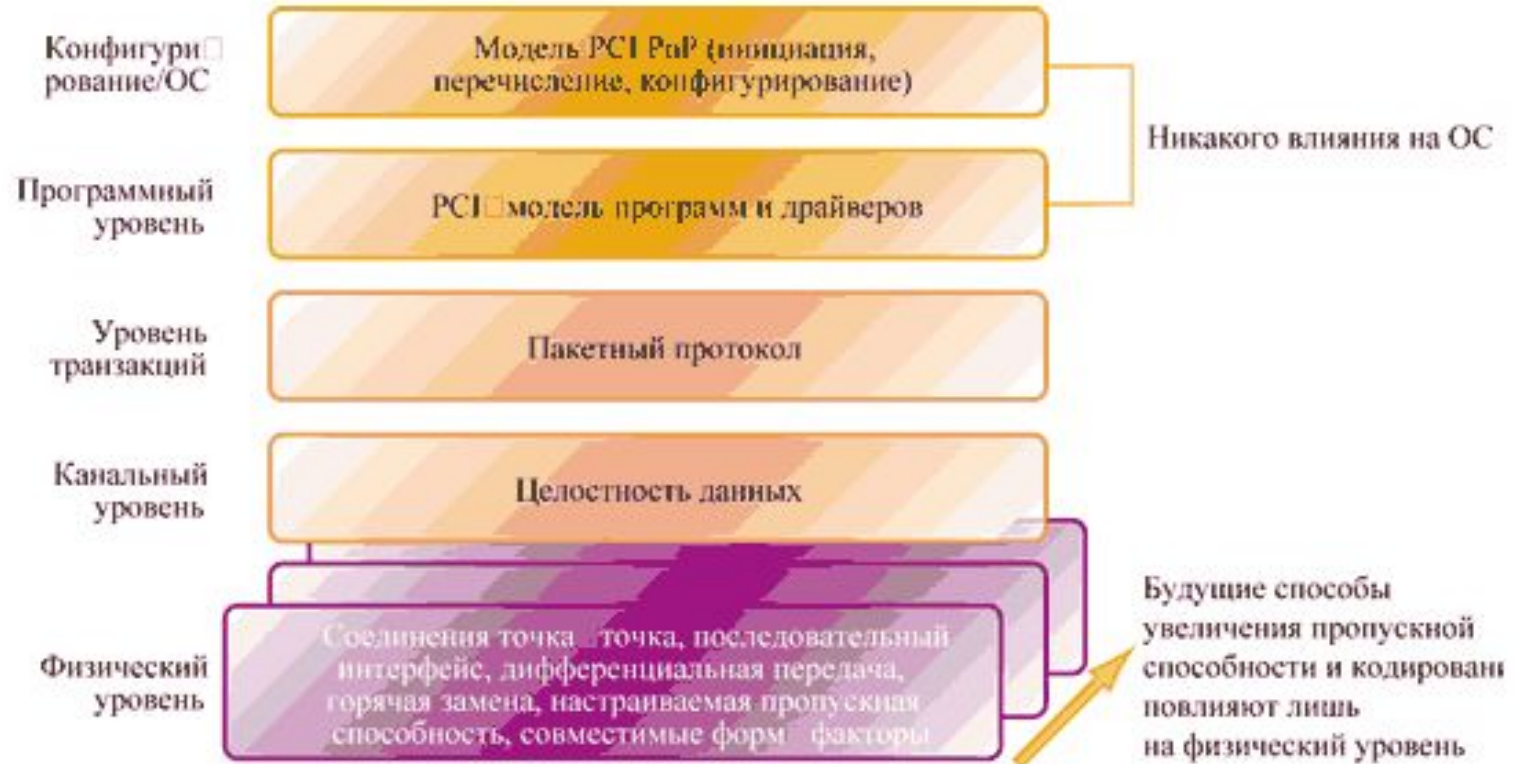 Конфигури□
рование/ОС
Модель PCI PnP (инициация,
перечисление, конфигурирование)
Никакого влияния на ОС
Программный
уровень
PCI□модель программ и драйверов
Уровень
транзакций
Пакетный протокол
Канальный
уровень
Целостность данных
Физический
уровень
Соединения точка□точка, последовательный
интерфейс, дифференциальная передача,
горячая замена, настраиваемая пропускная
способность, совместимые форм□факторы
Будущие способы
увеличения пропускной
способности и кодировани
повлияют лишь
на физический уровень